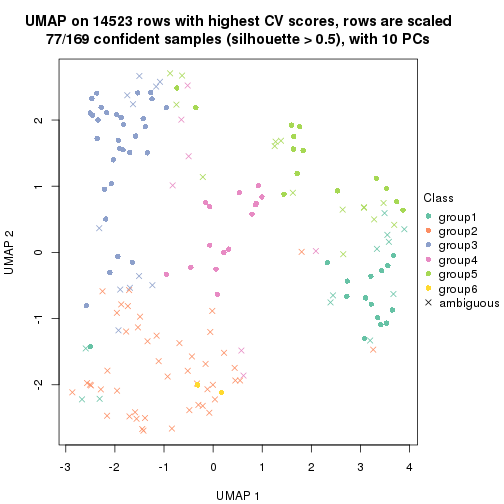 UMAP on 14523 rows with highest CV scores, rows are scaled
77/169 confident samples (silhouette > 0.5), with 10 PCs
UMAP 2
2
1
0
-1
-2
-3
-2
-1
0
1
2
3
4
UMAP 1
Class
group1
group2
group3
group4
group5
group6
ambiguous